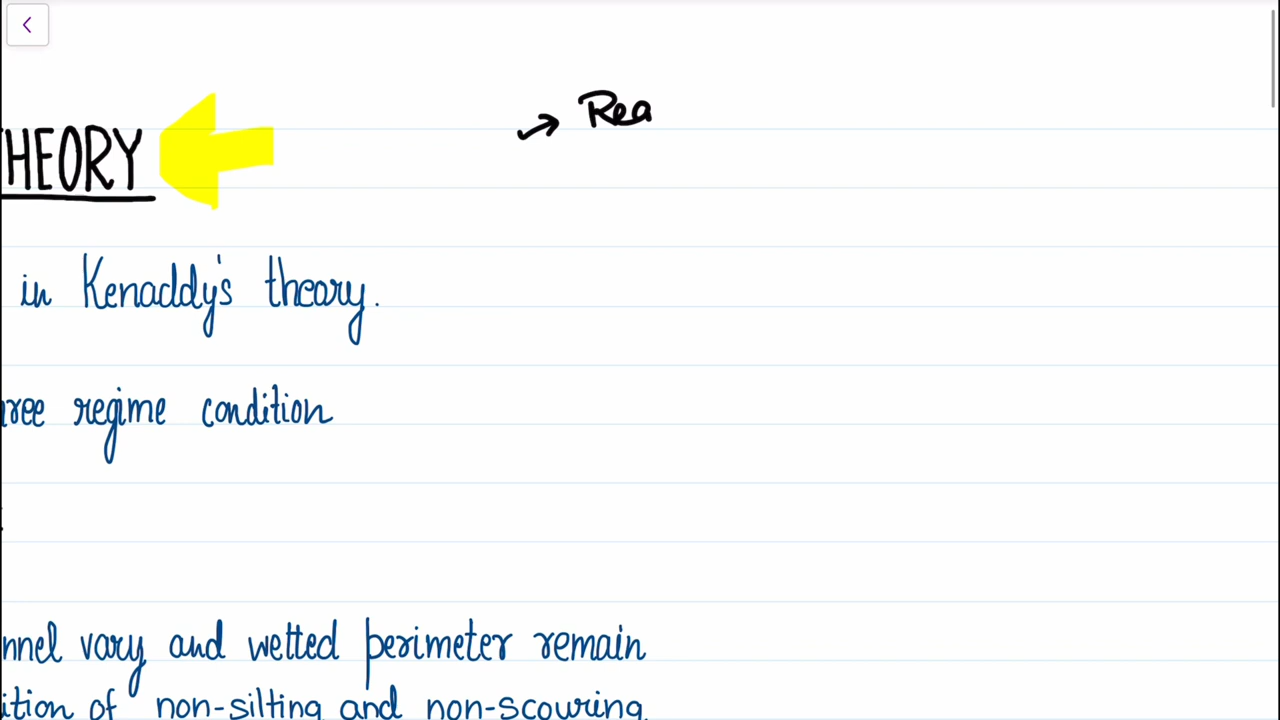 Rea
HEORY
in Kenaddy's theory.
ree regime condition
nnel vary and wetted perimeter remain
ition of non-silting and non-scouring.